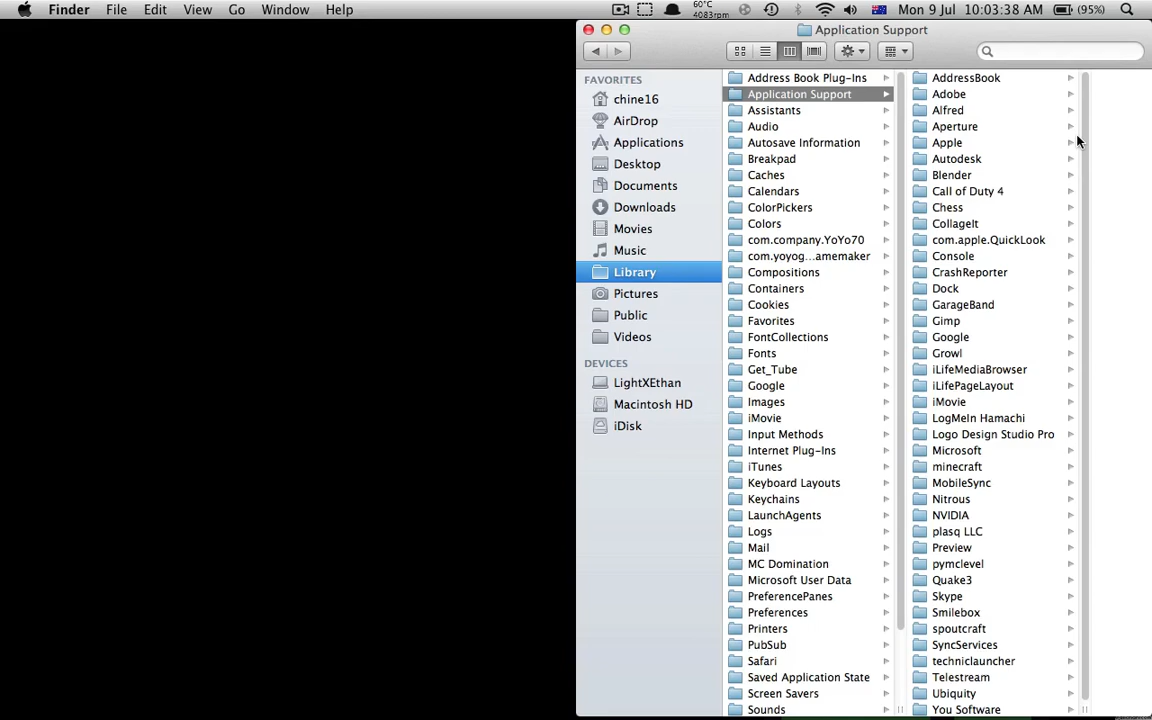 Finder File Edit View Go Window Help
60°C
4083rpm
Mon 9 Jul 10:03:38 AM (95%)
Application Support
FAVORITES
chine16
AirDrop
Applications
Desktop
Documents
Downloads
Movies
Music
Library
Pictures
Public
Videos
DEVICES
LightXEthan
Macintosh HD
iDisk
Address Book Plug-Ins
Application Support
Assistants
Audio
Autosave Information
Breakpad
Caches
Calendars
ColorPickers
Colors
com.company.YoYo70
com.yoyog...amemaker
Compositions
Containers
Cookies
Favorites
FontCollections
Fonts
Get_Tube
Google
Images
iMovie
Input Methods
Internet Plug-Ins
iTunes
Keyboard Layouts
Keychains
LaunchAgents
Logs
Mail
MC Domination
Microsoft User Data
PreferencePanes
Preferences
Printers
PubSub
Safari
Saved Application State
Screen Savers
Sounds
AddressBook
Adobe
Alfred
Aperture
Apple
Autodesk
Blender
Call of Duty 4
Chess
CollageIt
com.apple.QuickLook
Console
CrashReporter
Dock
GarageBand
Gimp
Google
Growl
iLifeMediaBrowser
iLifePageLayout
iMovie
LogMeIn Hamachi
Logo Design Studio Pro
Microsoft
minecraft
MobileSync
Nitrous
NVIDIA
plasq LLC
Preview
pymclevel
Quake3
Skype
Smilebox
spoutcraft
SyncServices
techniclauncher
Telestream
Ubiquity
You Software